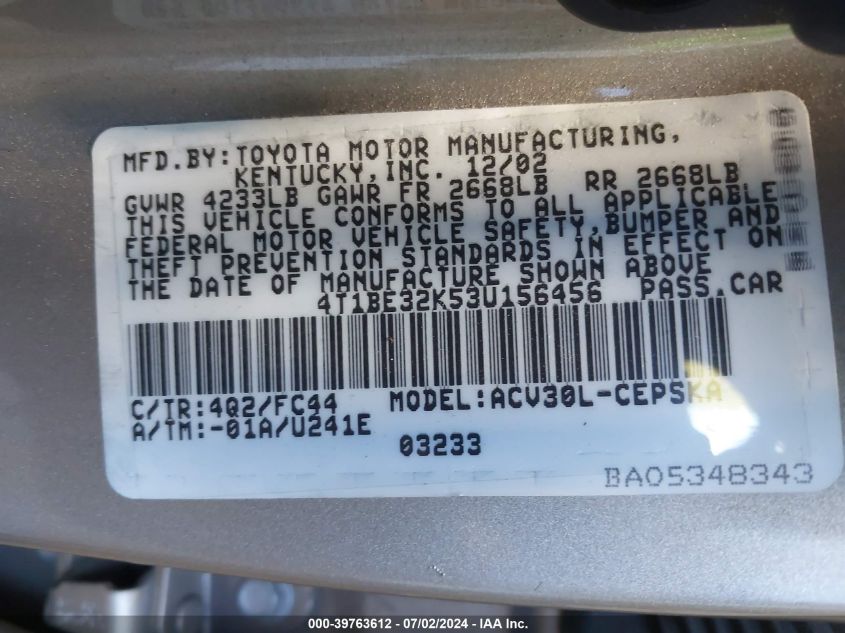 MFD.BY:TOYOTA MOTOR MANUFACTURING,
KENTUCKY,INC. 12/02
GVWR 4233LB GAWR FR 2668LB RR 2668LB
THIS VEHICLE CONFORMS TO ALL APPLICABLE
FEDERAL MOTOR VEHICLE SAFETY,BUMPER AND
THEFT PREVENTION STANDARDS IN EFFECT ON
THE DATE OF MANUFACTURE SHOWN ABOVE
4T1BE32K53U156456 PASS.CAR
C/TR:4Q2/FC44 MODEL:ACV30L-CEPSKA
A/TM:-01A/U241E
03233
BA05348343
000-39763612 - 07/02/2024 - www.iaai.com